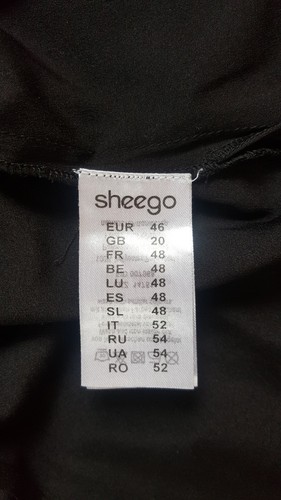 sheego
EUR 46
GB 20
FR 48
BE 48
LU 48
ES 48
SL 48
IT 52
RU 54
UA 54
RO 52